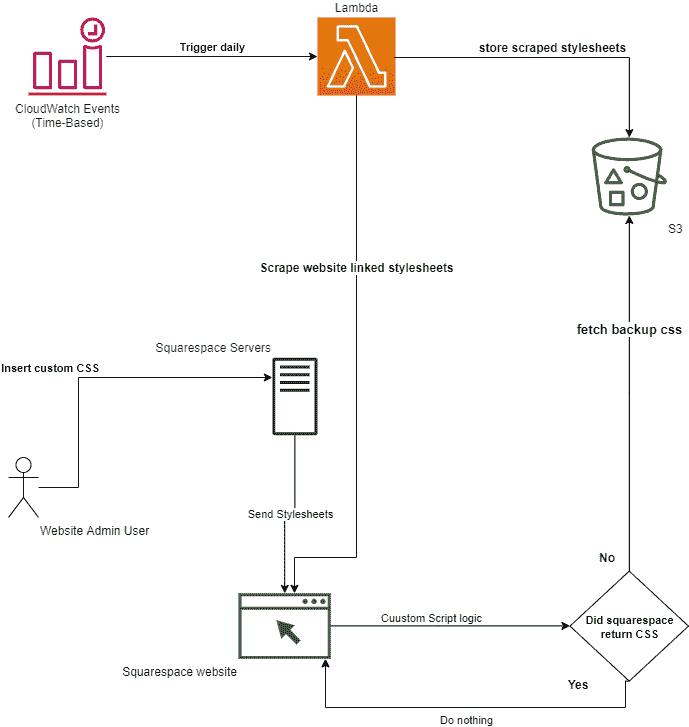 Lambda
Trigger daily
store scraped stylesheets
CloudWatch Events
(Time-Based)
S3
Scrape website linked stylesheets
fetch backup css
Squarespace Servers
Insert custom CSS
Send Stylesheets
Website Admin User
No
Cuustom Script logic
Did squarespace
return CSS
Squarespace website
Yes
Do nothing